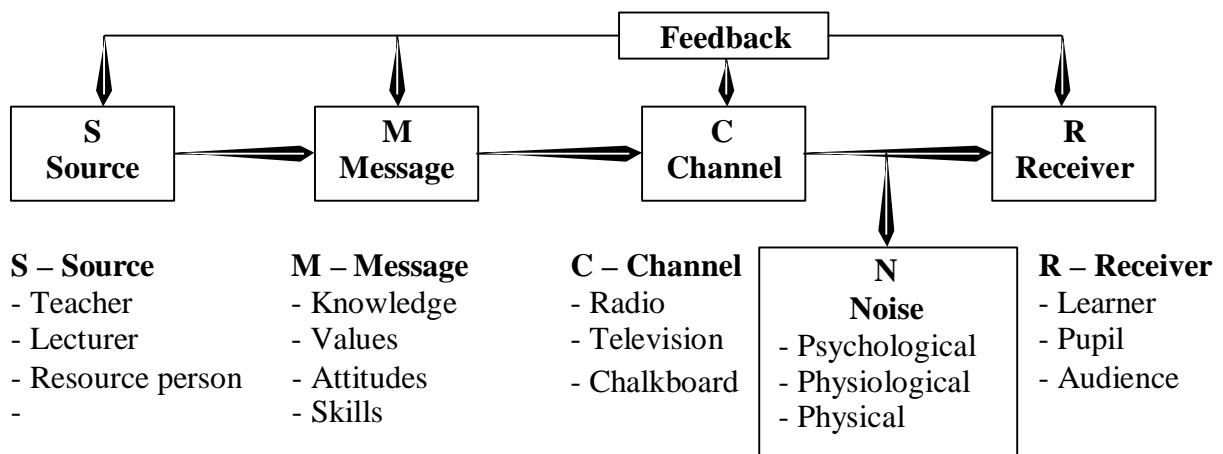 Feedback
S
Source
M
Message
C
Channel
R
Receiver
S – Source
- Teacher
- Lecturer
- Resource person
-
M – Message
- Knowledge
- Values
- Attitudes
- Skills
C – Channel
- Radio
- Television
- Chalkboard
N
Noise
- Psychological
- Physiological
- Physical
R – Receiver
- Learner
- Pupil
- Audience